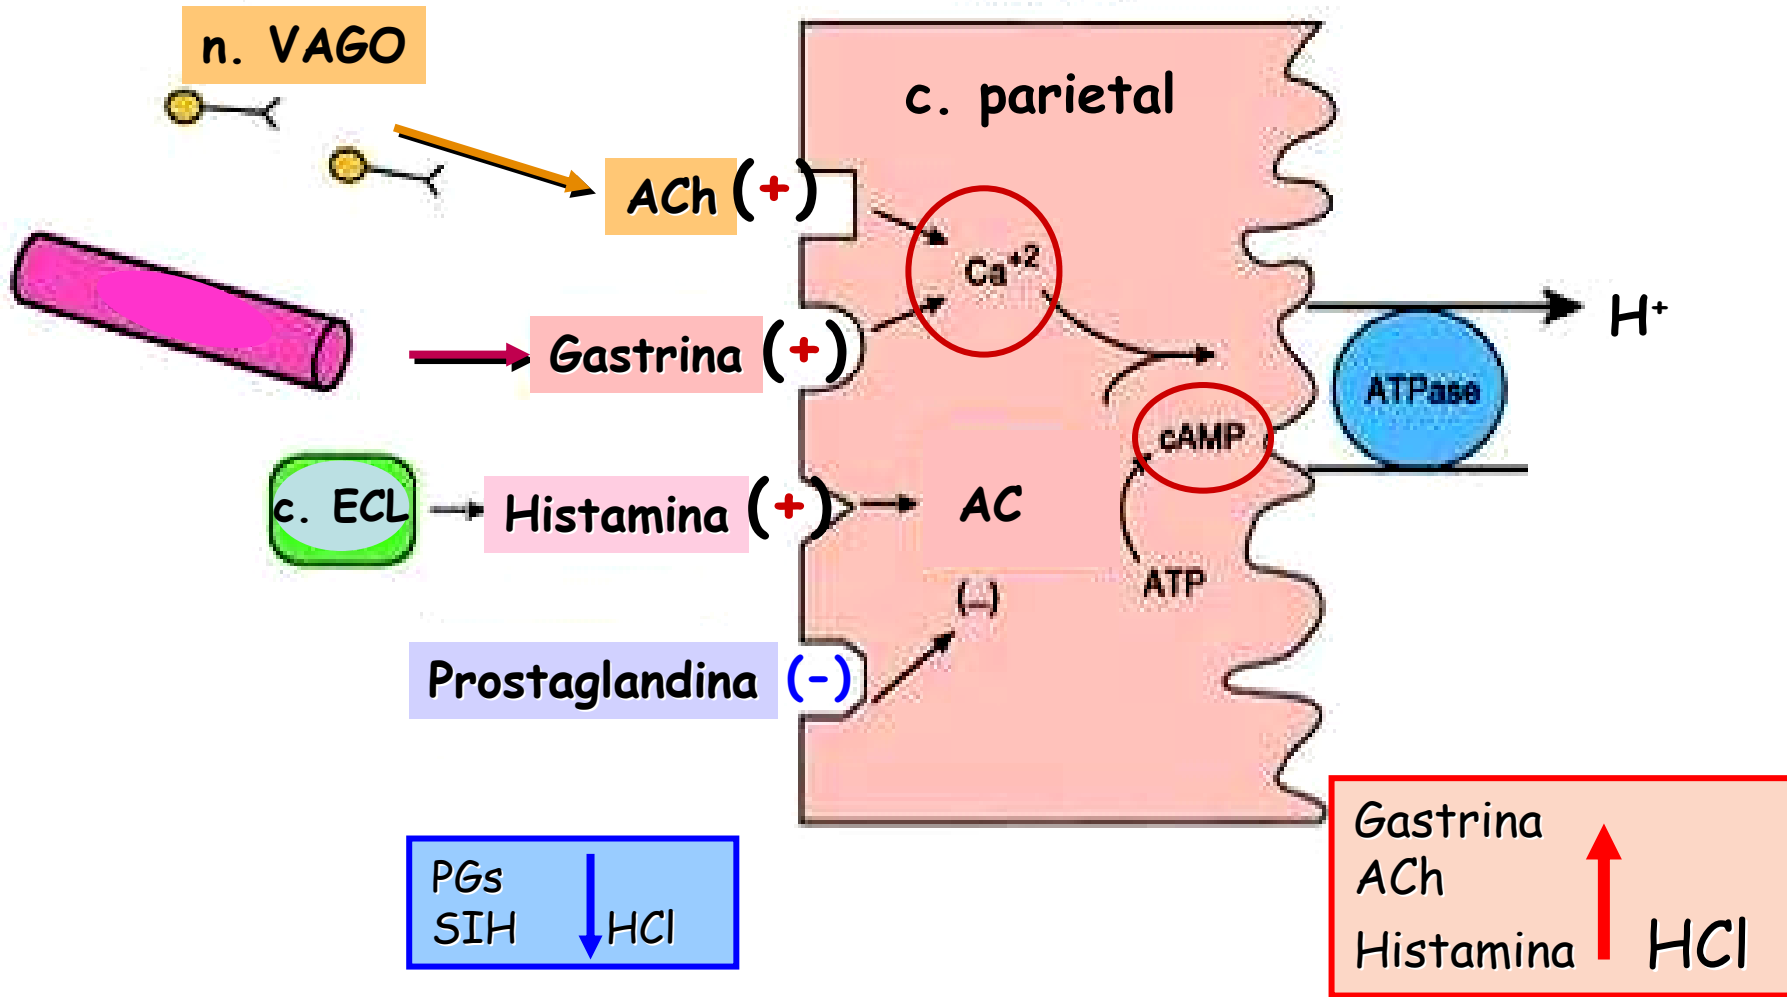 n. VAGO
c. parietal
ACh (+)
Ca+2
H+
Gastrina (+)
ATPase
cAMP
c. ECL
Histamina (+)
AC
ATP
(-)
Prostaglandina (-)
PGs
SIH
HCl
Gastrina
ACh
Histamina
HCl